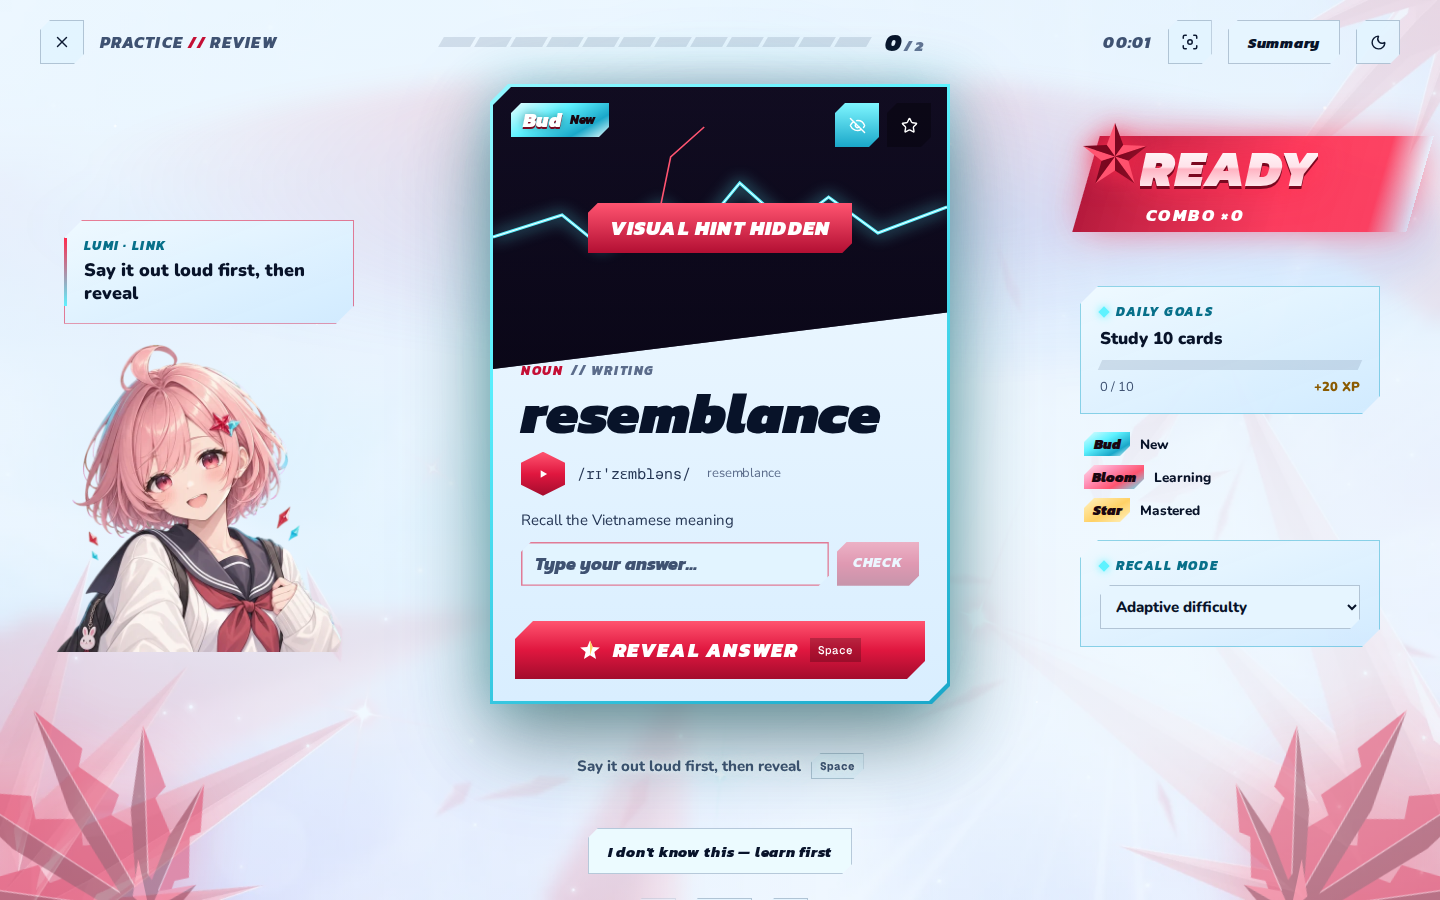 PRACTICE // REVIEW
0 / 2
00:01
Summary
Bud New
VISUAL HINT HIDDEN
READY
COMBO ×0
LUMI · LINK
Say it out loud first, then
reveal
NOUN // WRITING
resemblance
/rɪˈzɛmbləns/ resemblance
Recall the Vietnamese meaning
Type your answer...
CHECK
REVEAL ANSWER Space
DAILY GOALS
Study 10 cards
0 / 10 +20 XP
Bud New
Bloom Learning
Star Mastered
RECALL MODE
Adaptive difficulty
Say it out loud first, then reveal Space
I don't know this — learn first